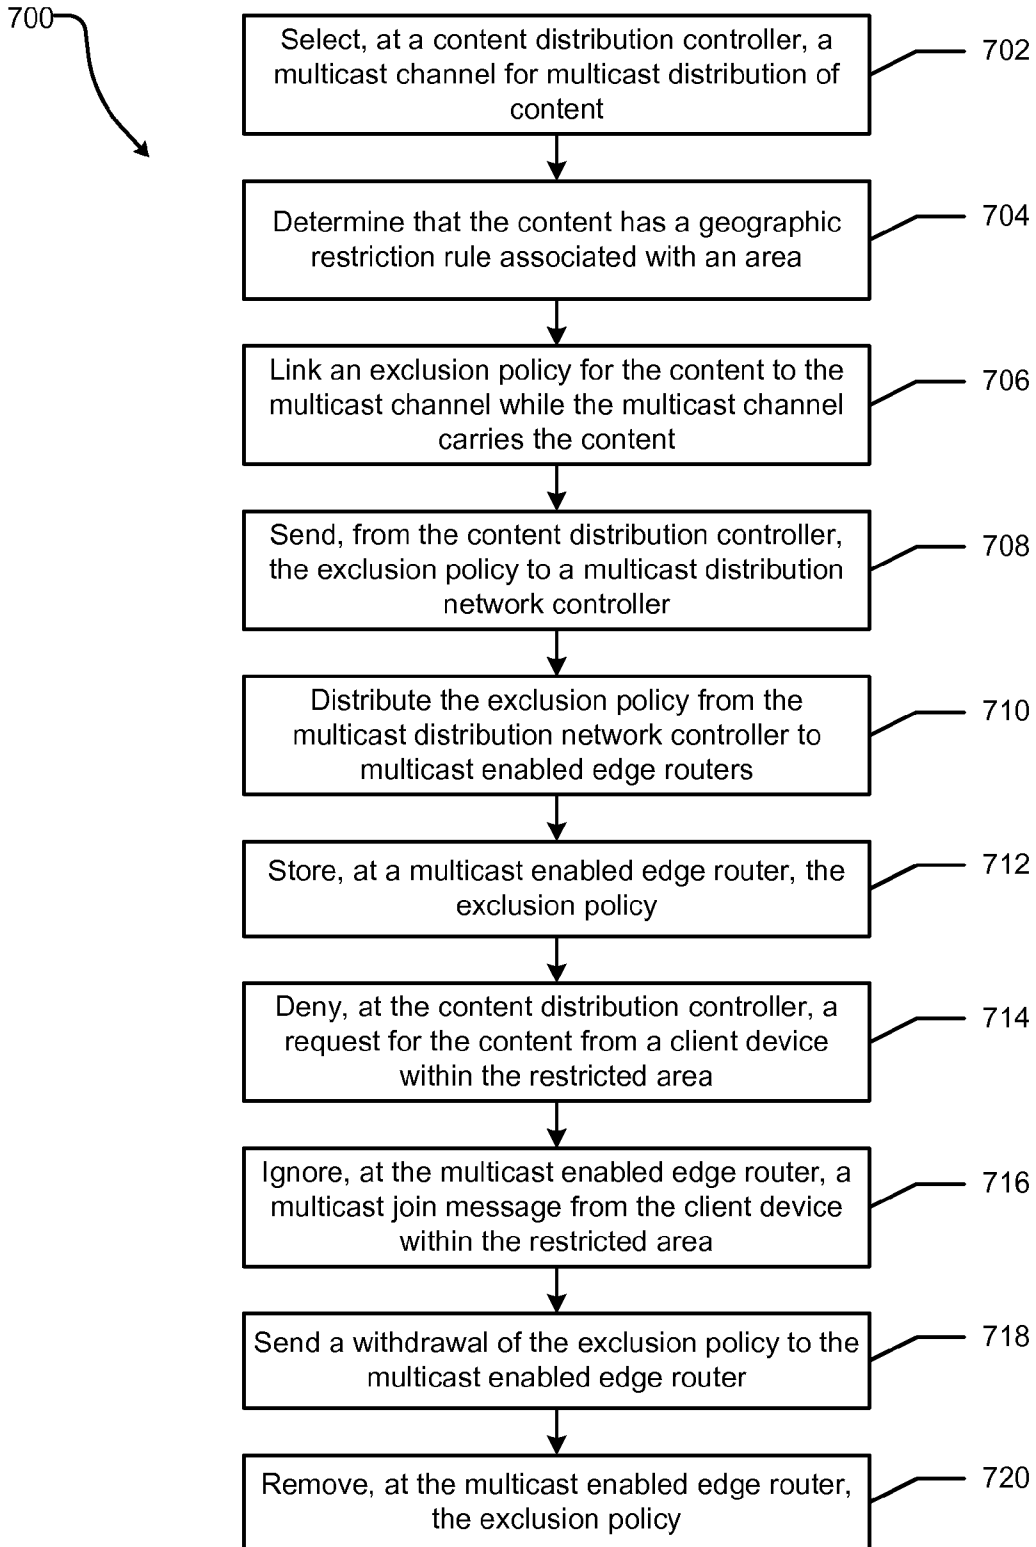 700
Select, at a content distribution controller, a
multicast channel for multicast distribution of
content
702
Determine that the content has a geographic
restriction rule associated with an area
704
Link an exclusion policy for the content to the
multicast channel while the multicast channel
carries the content
706
Send, from the content distribution controller,
the exclusion policy to a multicast distribution
network controller
708
Distribute the exclusion policy from the
multicast distribution network controller to
multicast enabled edge routers
710
Store, at a multicast enabled edge router, the
exclusion policy
712
Deny, at the content distribution controller, a
request for the content from a client device
within the restricted area
714
Ignore, at the multicast enabled edge router, a
multicast join message from the client device
within the restricted area
716
Send a withdrawal of the exclusion policy to the
multicast enabled edge router
718
Remove, at the multicast enabled edge router,
the exclusion policy
720